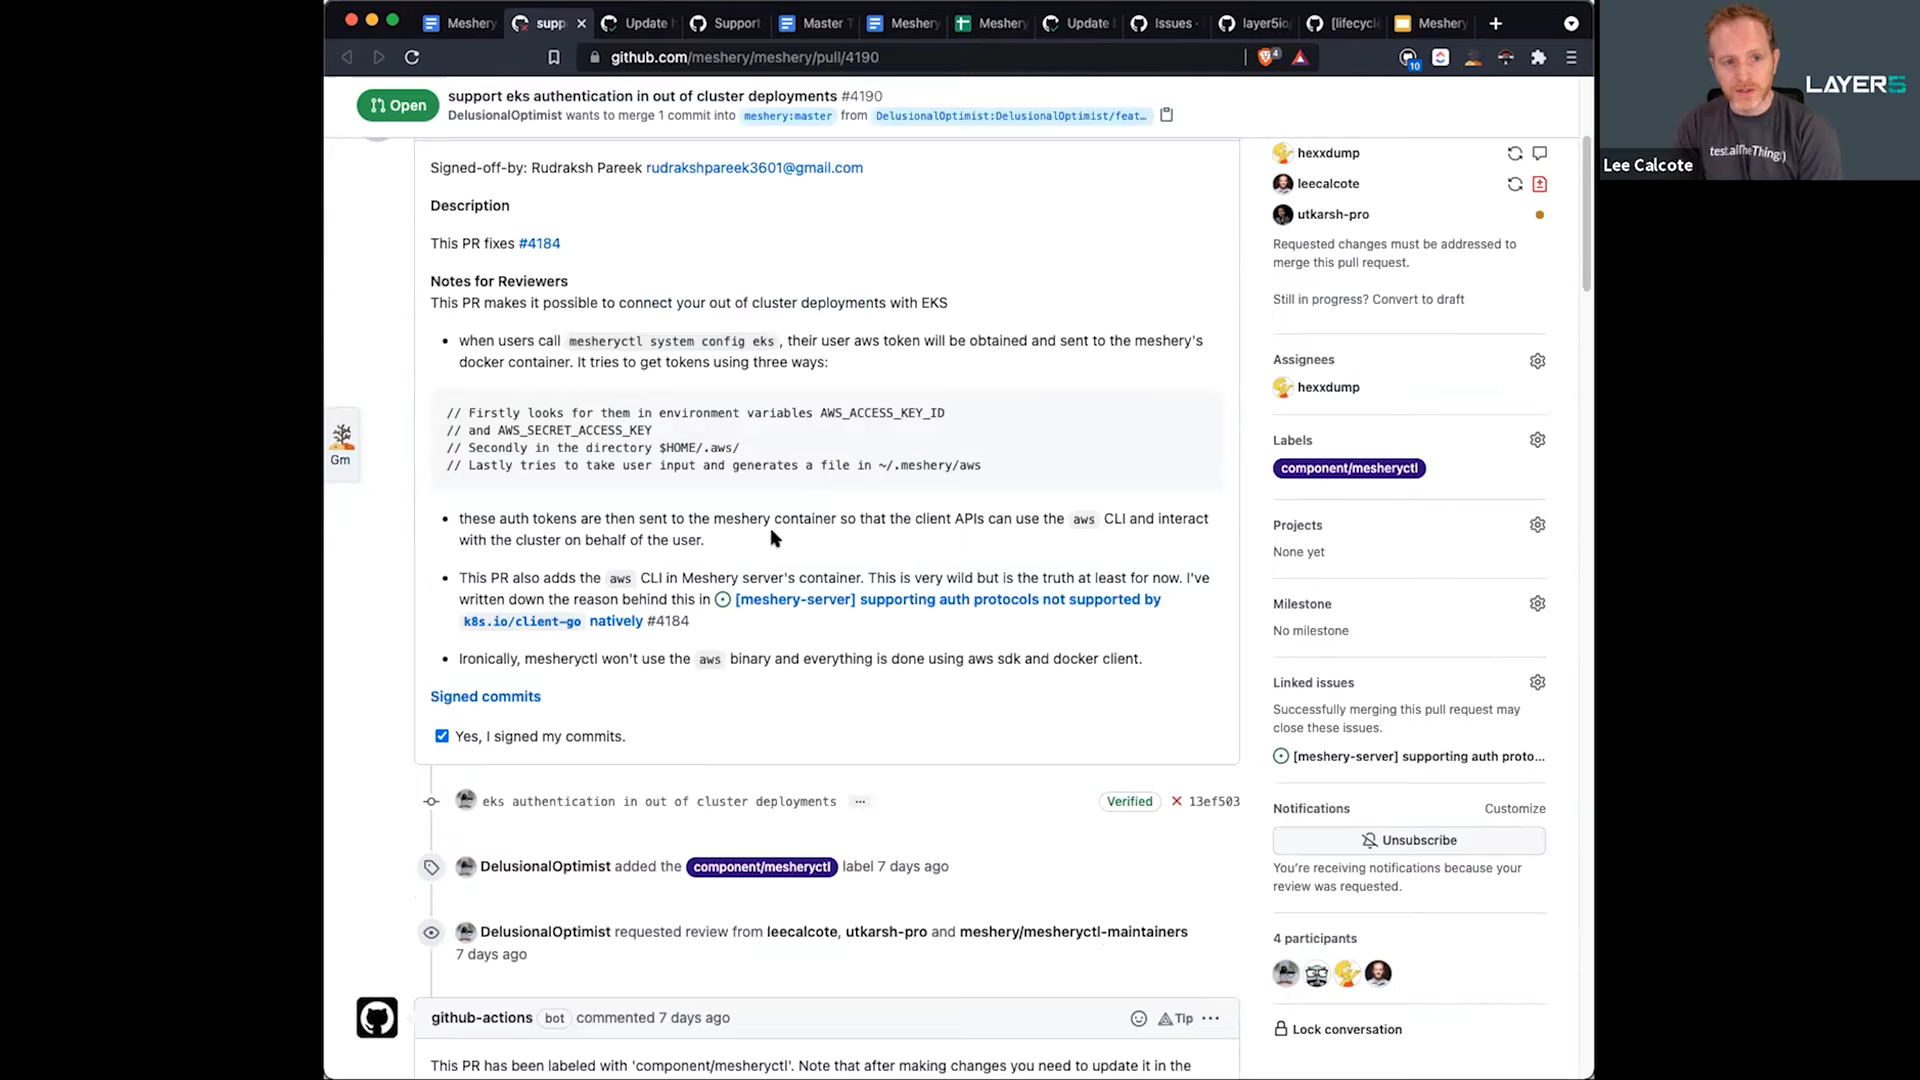 Meshery
supp
Update
Support
Master
Meshery
Meshery
Update
Issues ·
layer5io
[lifecycl
Meshery
github.com/meshery/meshery/pull/4190
4
10
Open
support eks authentication in out of cluster deployments #4190
DelusionalOptimist wants to merge 1 commit into meshery:master from DelusionalOptimist:DelusionalOptimist/feat…
Signed-off-by: Rudraksh Pareek rudrakshpareek3601@gmail.com
Description
This PR fixes #4184
Notes for Reviewers
This PR makes it possible to connect your out of cluster deployments with EKS
• when users call mesheryctl system config eks , their user aws token will be obtained and sent to the meshery's
docker container. It tries to get tokens using three ways:
// Firstly looks for them in environment variables AWS_ACCESS_KEY_ID
// and AWS_SECRET_ACCESS_KEY
// Secondly in the directory $HOME/.aws/
// Lastly tries to take user input and generates a file in ~/.meshery/aws
• these auth tokens are then sent to the meshery container so that the client APIs can use the aws CLI and interact
with the cluster on behalf of the user.
• This PR also adds the aws CLI in Meshery server's container. This is very wild but is the truth at least for now. I've
written down the reason behind this in [meshery-server] supporting auth protocols not supported by
k8s.io/client-go natively #4184
• Ironically, mesheryctl won't use the aws binary and everything is done using aws sdk and docker client.
Signed commits
Yes, I signed my commits.
eks authentication in out of cluster deployments ...
Verified
13ef503
DelusionalOptimist added the component/mesheryctl label 7 days ago
DelusionalOptimist requested review from leecalcote, utkarsh-pro and meshery/mesheryctl-maintainers
7 days ago
github-actions bot commented 7 days ago
Tip ···
This PR has been labeled with 'component/mesheryctl'. Note that after making changes you need to update it in the
Gm
hexxdump
leecalcote
utkarsh-pro
Requested changes must be addressed to
merge this pull request.
Still in progress? Convert to draft
Assignees
hexxdump
Labels
component/mesheryctl
Projects
None yet
Milestone
No milestone
Linked issues
Successfully merging this pull request may
close these issues.
[meshery-server] supporting auth proto...
Notifications
Customize
Unsubscribe
You're receiving notifications because your
review was requested.
4 participants
Lock conversation
LAYER5
test.allTheThings()
Lee Calcote